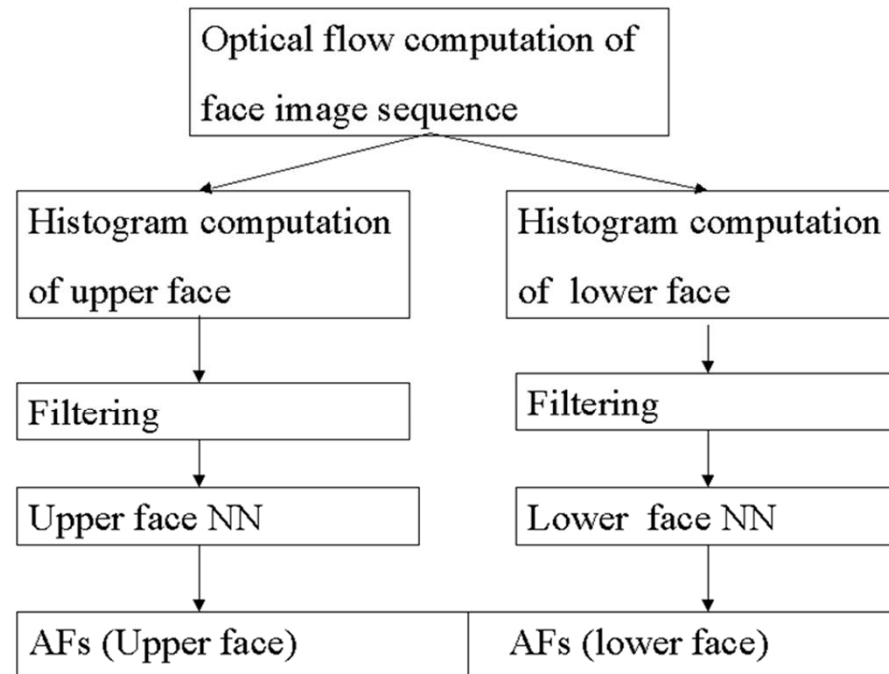 Optical flow computation of
face image sequence
Histogram computation
of upper face
Histogram computation
of lower face
Filtering
Filtering
Upper face NN
Lower face NN
AFs (Upper face)
AFs (lower face)